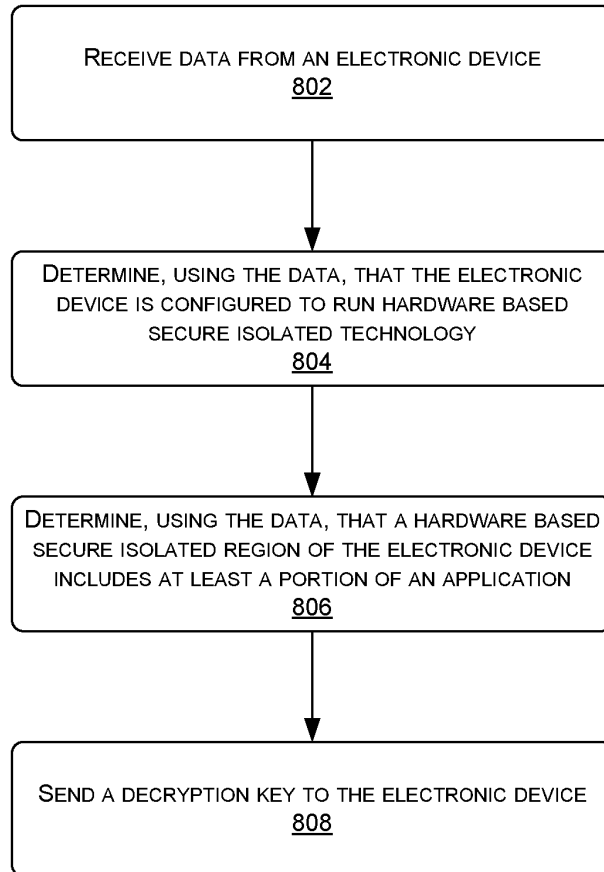 RECEIVE DATA FROM AN ELECTRONIC DEVICE
802
DETERMINE, USING THE DATA, THAT THE ELECTRONIC
DEVICE IS CONFIGURED TO RUN HARDWARE BASED
SECURE ISOLATED TECHNOLOGY
804
DETERMINE, USING THE DATA, THAT A HARDWARE BASED
SECURE ISOLATED REGION OF THE ELECTRONIC DEVICE
INCLUDES AT LEAST A PORTION OF AN APPLICATION
806
SEND A DECRYPTION KEY TO THE ELECTRONIC DEVICE
808